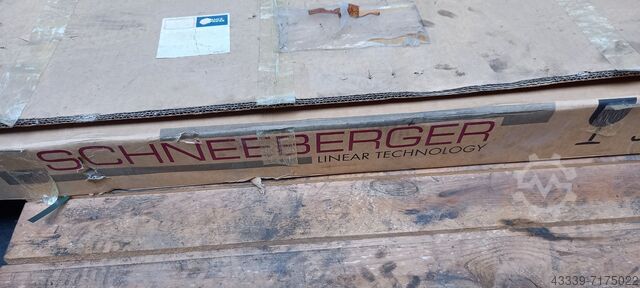 SCHNEEBERGER
LINEAR TECHNOLOGY
43339-7175022